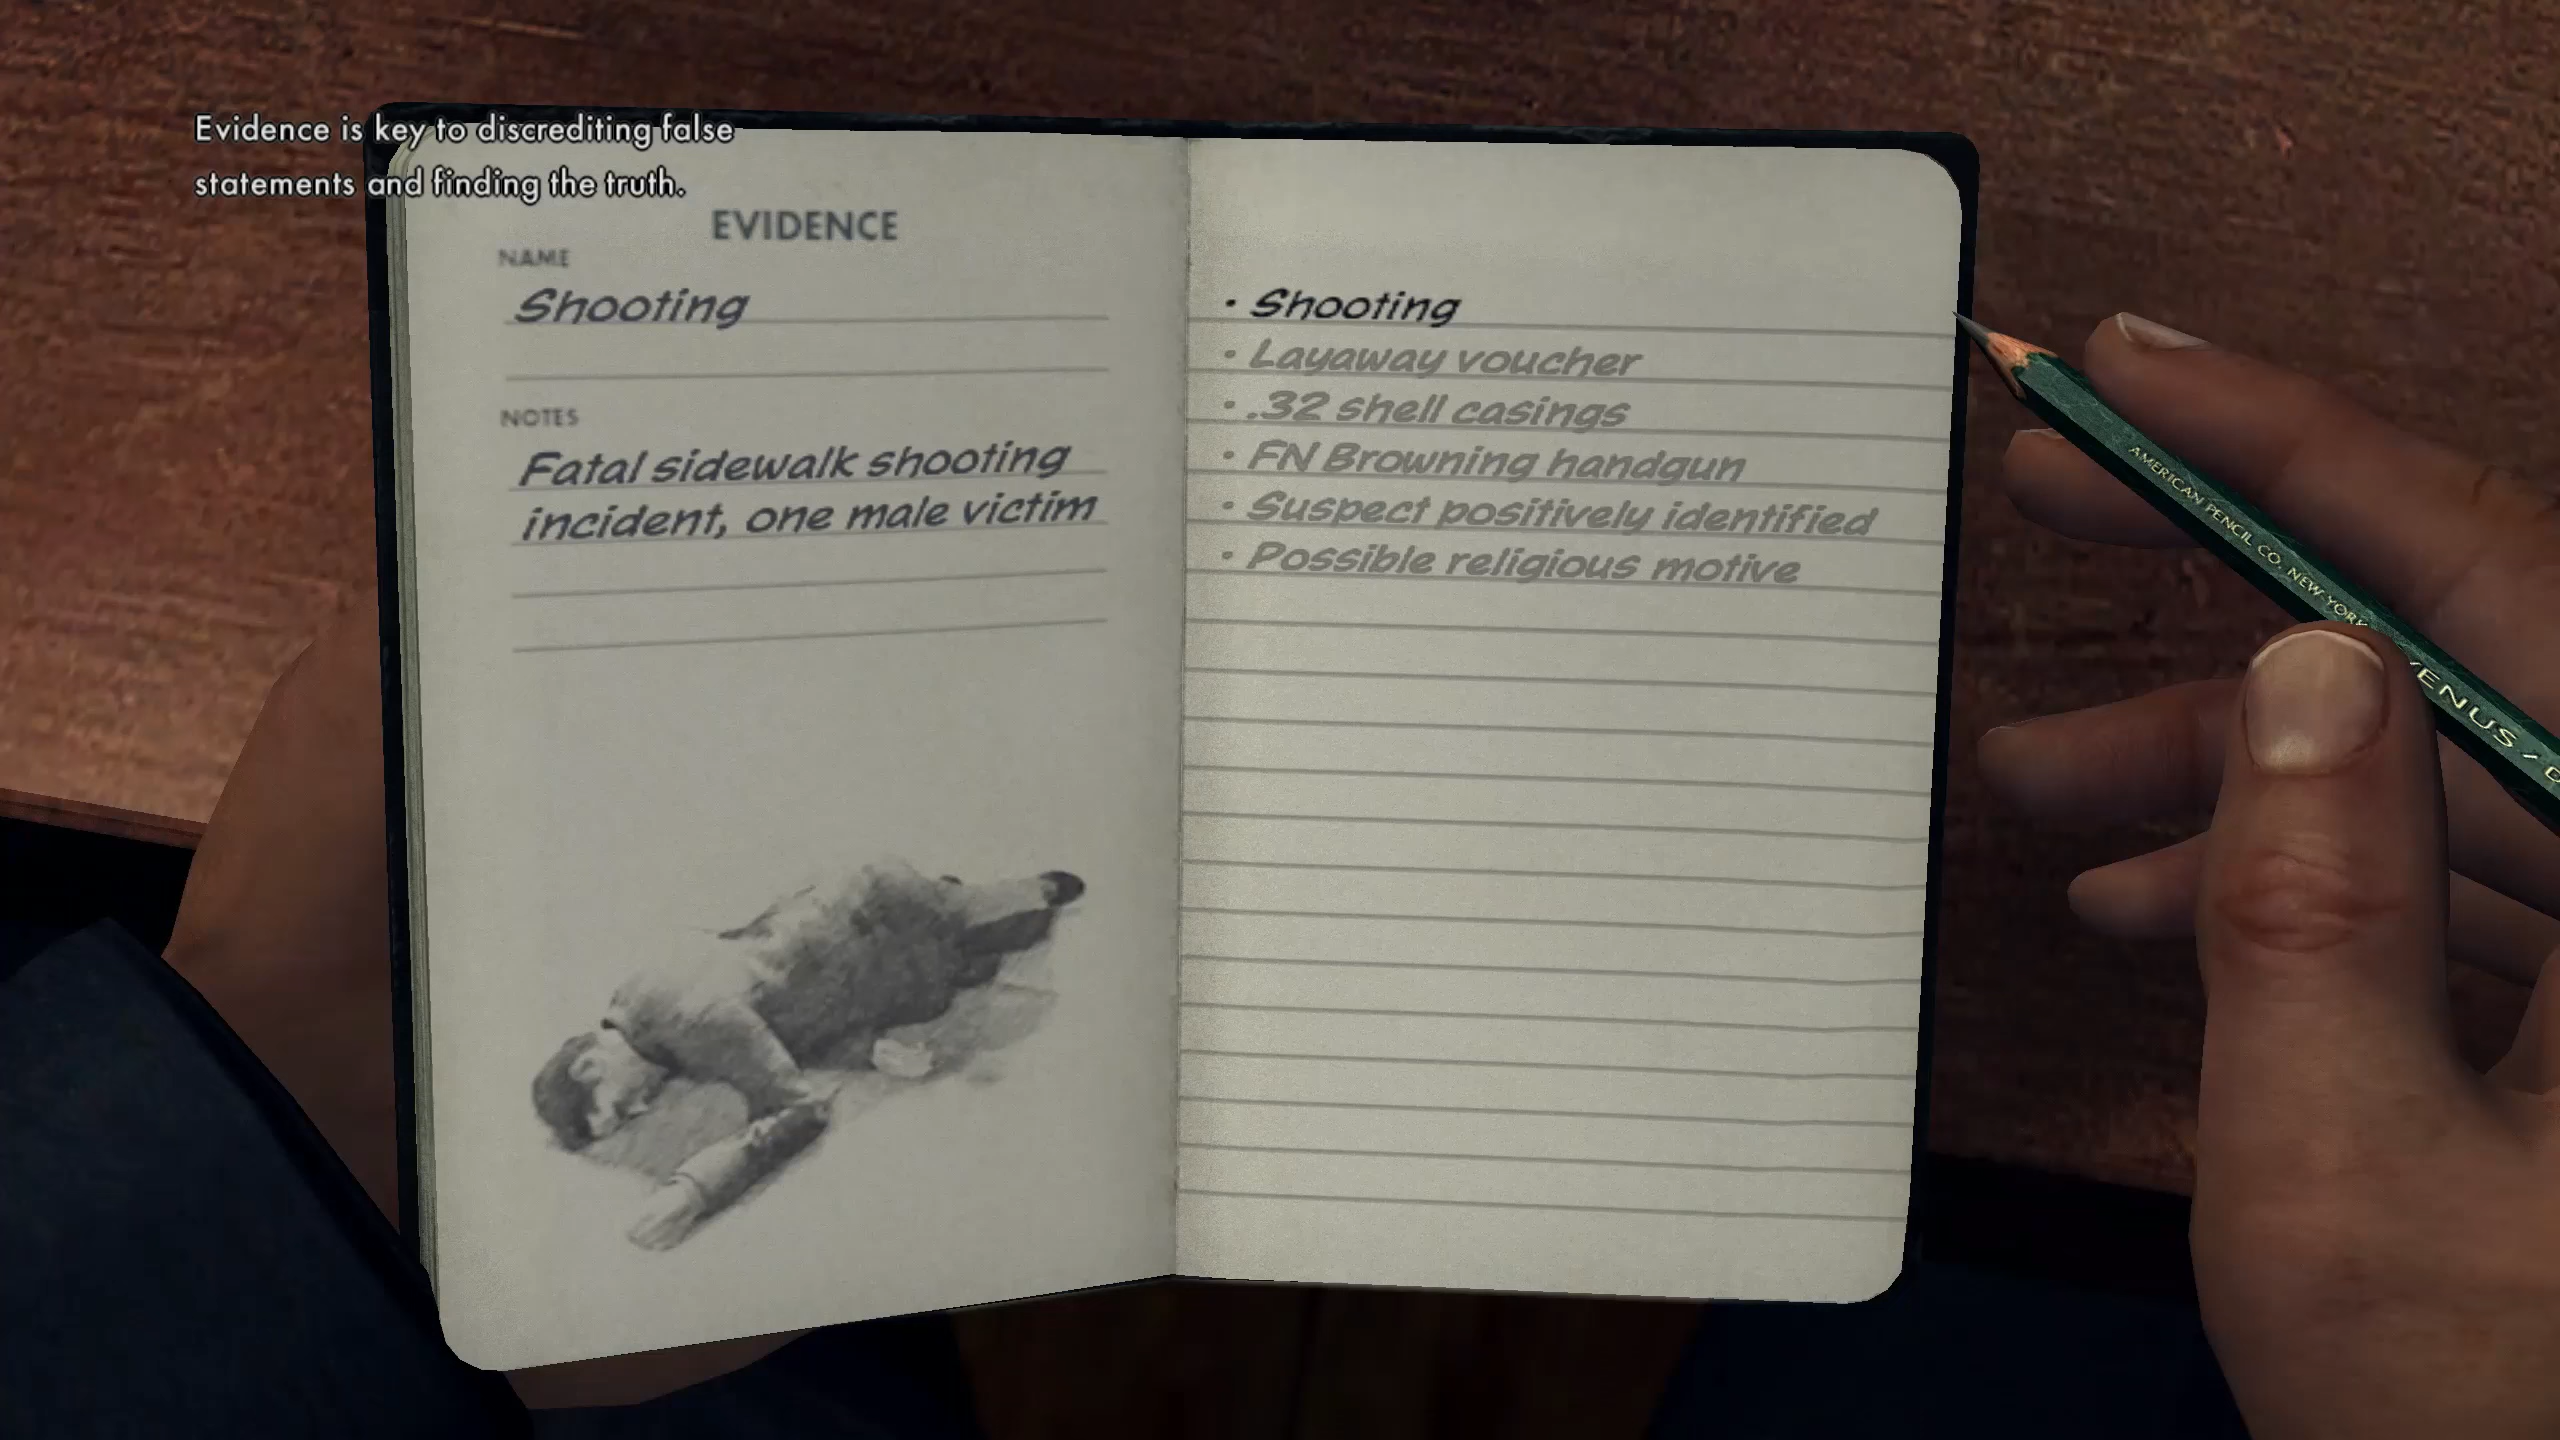 Evidence is key to discrediting false
statements and finding the truth.
EVIDENCE
NAME
Shooting
NOTES
Fatal sidewalk shooting
incident, one male victim
• Shooting
• Layaway voucher
• .32 shell casings
• FN Browning handgun
• Suspect positively identified
• Possible religious motive
AMERICAN PENCIL CO. NEW YORK
VENUS